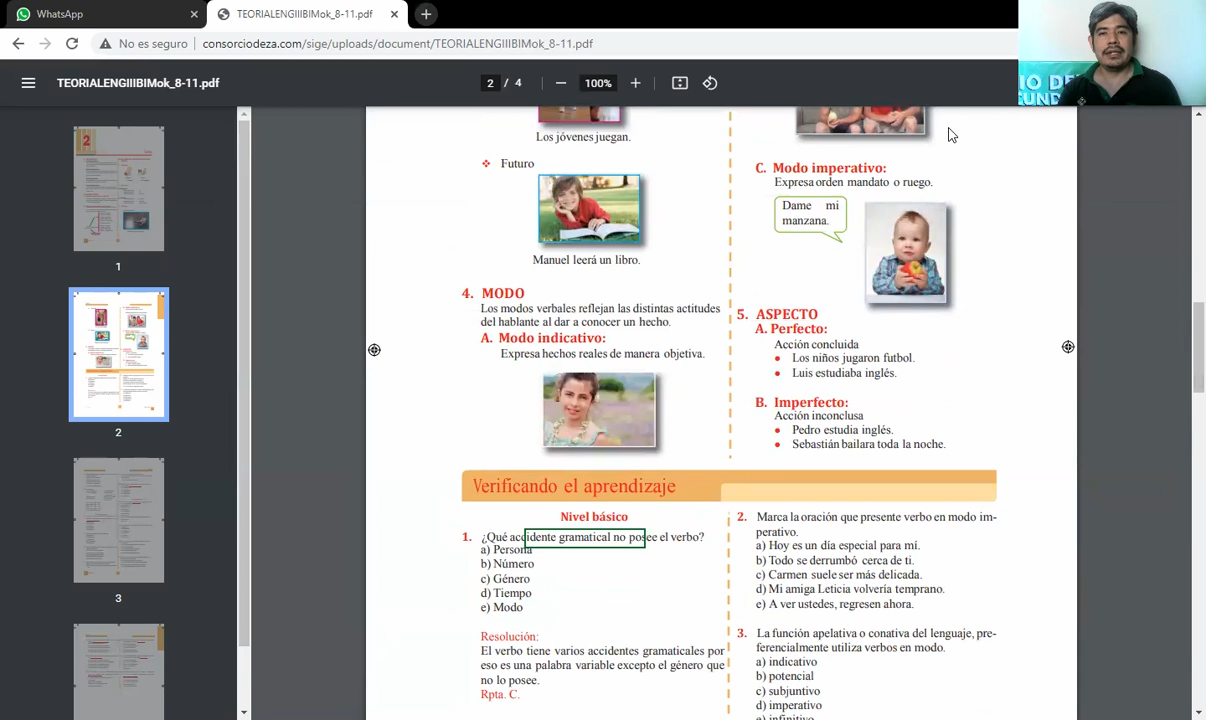 WhatsApp
TEORIALENGIIIBIMok_8-11.pdf
No es seguro
consorciodeza.com/sige/uploads/document/TEORIALENGIIIBIMok_8-11.pdf
TEORIALENGIIIBIMok_8-11.pdf
2 / 4
100%
1
2
3
Los jóvenes juegan.
Futuro
Manuel leerá un libro.
4. MODO
Los modos verbales reflejan las distintas actitudes
del hablante al dar a conocer un hecho.
A. Modo indicativo:
Expresa hechos reales de manera objetiva.
C. Modo imperativo:
Expresa orden mandato o ruego.
Dame mi
manzana.
5. ASPECTO
A. Perfecto:
Acción concluida
Los niños jugaron futbol.
Luis estudiaba inglés.
B. Imperfecto:
Acción inconclusa
Pedro estudia inglés.
Sebastián bailara toda la noche.
Verificando el aprendizaje
Nivel básico
1. ¿Qué accidente gramatical no posee el verbo?
a) Persona
b) Número
c) Género
d) Tiempo
e) Modo
Resolución:
El verbo tiene varios accidentes gramaticales por
eso es una palabra variable excepto el género que
no lo posee.
Rpta. C.
2. Marca la oración que presente verbo en modo im-
perativo.
a) Hoy es un día especial para mí.
b) Todo se derrumbó cerca de ti.
c) Carmen suele ser más delicada.
d) Mi amiga Leticia volvería temprano.
e) A ver ustedes, regresen ahora.
3. La función apelativa o conativa del lenguaje, pre-
ferencialmente utiliza verbos en modo.
a) indicativo
b) potencial
c) subjuntivo
d) imperativo
e) infinitivo